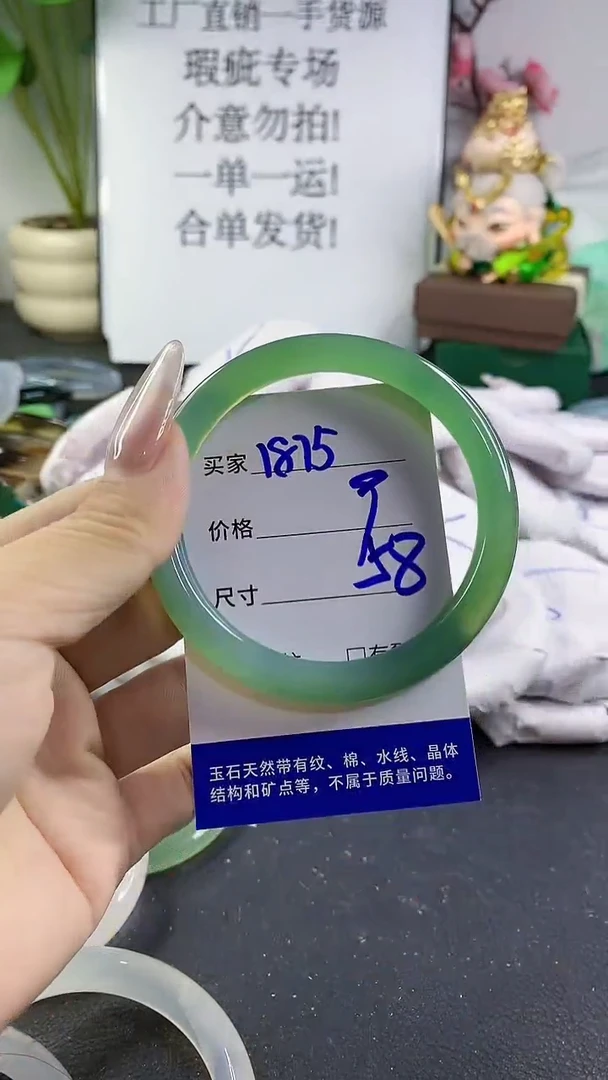 工厂直销一手货源
瑕疵专场
介意勿拍!
一单一运!
合单发货!
买家 1875
价格
尺寸 58
玉石天然带有纹、棉、水线、晶体
结构和矿点等，不属于质量问题。